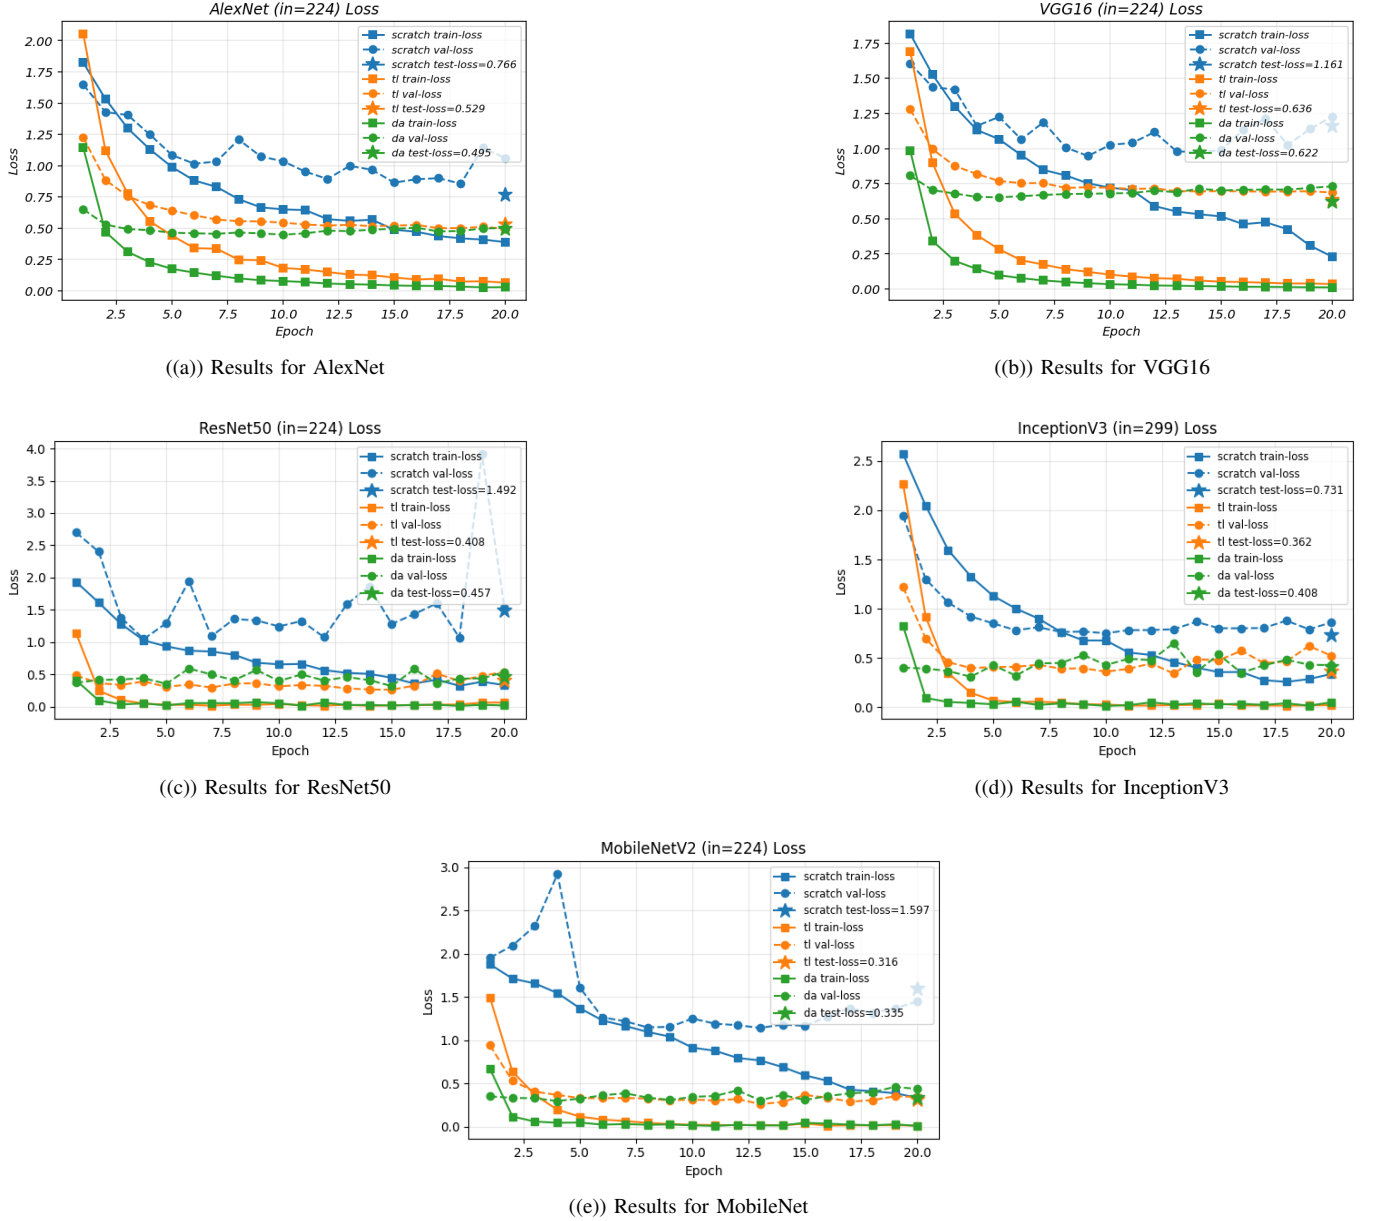 AlexNet (in=224) Loss
Loss
2.00
1.75
1.50
1.25
1.00
0.75
0.50
0.25
0.00
scratch train-loss
scratch val-loss
scratch test-loss=0.766
tl train-loss
tl val-loss
tl test-loss=0.529
da train-loss
da val-loss
da test-loss=0.495
2.5 5.0 7.5 10.0 12.5 15.0 17.5 20.0
Epoch
((a)) Results for AlexNet
VGG16 (in=224) Loss
Loss
1.75
1.50
1.25
1.00
0.75
0.50
0.25
0.00
scratch train-loss
scratch val-loss
scratch test-loss=1.161
tl train-loss
tl val-loss
tl test-loss=0.636
da train-loss
da val-loss
da test-loss=0.622
2.5 5.0 7.5 10.0 12.5 15.0 17.5 20.0
Epoch
((b)) Results for VGG16
ResNet50 (in=224) Loss
Loss
4.0
3.5
3.0
2.5
2.0
1.5
1.0
0.5
0.0
scratch train-loss
scratch val-loss
scratch test-loss=1.492
tl train-loss
tl val-loss
tl test-loss=0.408
da train-loss
da val-loss
da test-loss=0.457
2.5 5.0 7.5 10.0 12.5 15.0 17.5 20.0
Epoch
((c)) Results for ResNet50
InceptionV3 (in=299) Loss
Loss
2.5
2.0
1.5
1.0
0.5
0.0
scratch train-loss
scratch val-loss
scratch test-loss=0.731
tl train-loss
tl val-loss
tl test-loss=0.362
da train-loss
da val-loss
da test-loss=0.408
2.5 5.0 7.5 10.0 12.5 15.0 17.5 20.0
Epoch
((d)) Results for InceptionV3
MobileNetV2 (in=224) Loss
Loss
3.0
2.5
2.0
1.5
1.0
0.5
0.0
scratch train-loss
scratch val-loss
scratch test-loss=1.597
tl train-loss
tl val-loss
tl test-loss=0.316
da train-loss
da val-loss
da test-loss=0.335
2.5 5.0 7.5 10.0 12.5 15.0 17.5 20.0
Epoch
((e)) Results for MobileNet